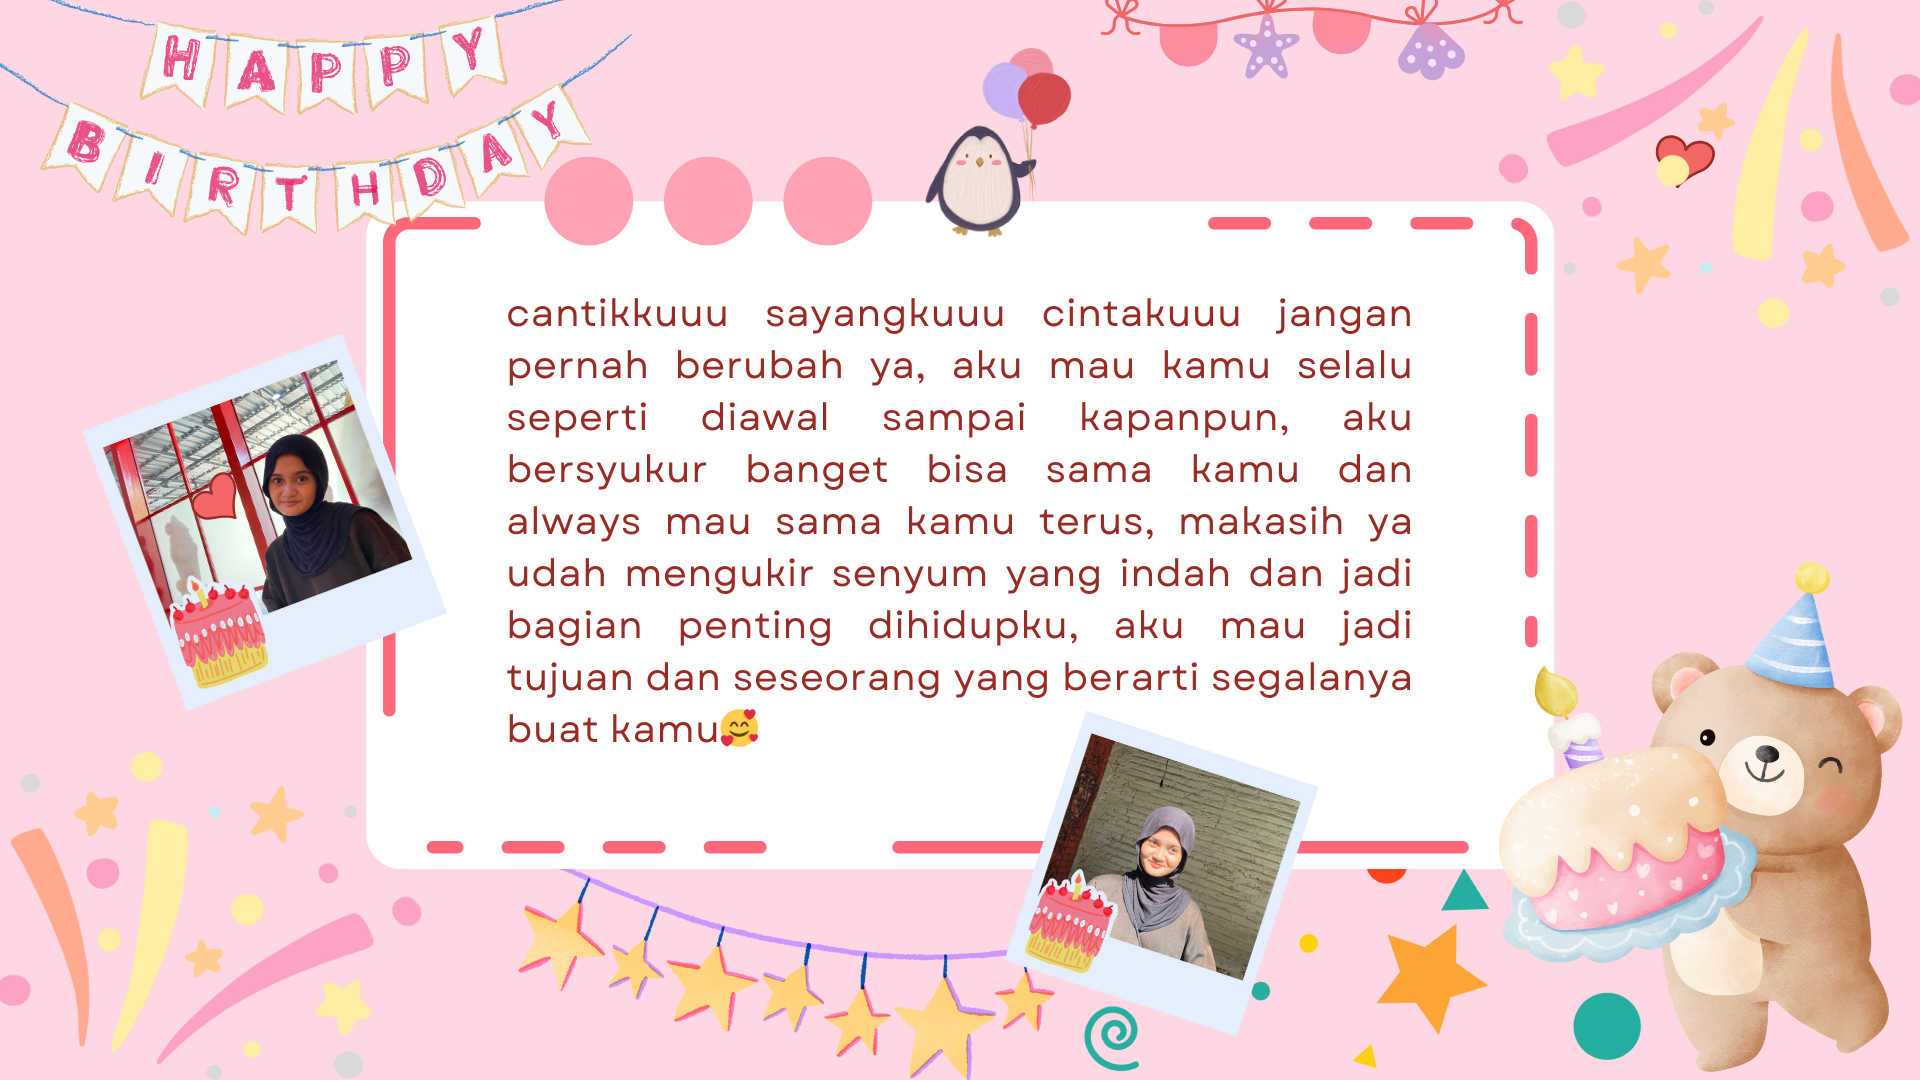 HAPPY
BIRTHDAY
cantikkuuu sayangkuuu cintakuuu jangan
pernah berubah ya, aku mau kamu selalu
seperti diawal sampai kapanpun, aku
bersyukur banget bisa sama kamu dan
always mau sama kamu terus, makasih ya
udah mengukir senyum yang indah dan jadi
bagian penting dihidupku, aku mau jadi
tujuan dan seseorang yang berarti segalanya
buat kamu🥰